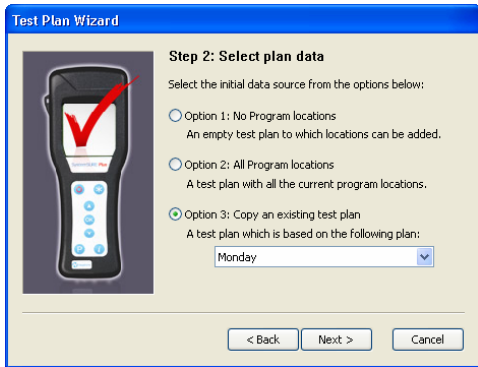 Test Plan Wizard
Step 2: Select plan data
Select the initial data source from the options below:
Option 1: No Program locations
An empty test plan to which locations can be added.
Option 2: All Program locations
A test plan with all the current program locations.
Option 3: Copy an existing test plan
A test plan which is based on the following plan:
Monday
< Back
Next >
Cancel